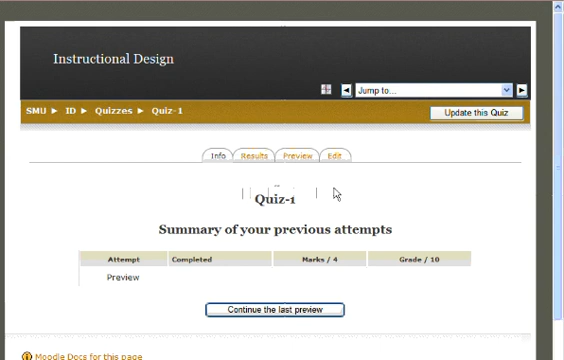 Instructional Design
Jump to...
SMU ► ID ► Quizzes ► Quiz-1
Update this Quiz
Info Results Preview Edit
Quiz-1
Summary of your previous attempts
Attempt Completed Marks / 4 Grade / 10
Preview
Continue the last preview
Moodle Docs for this page